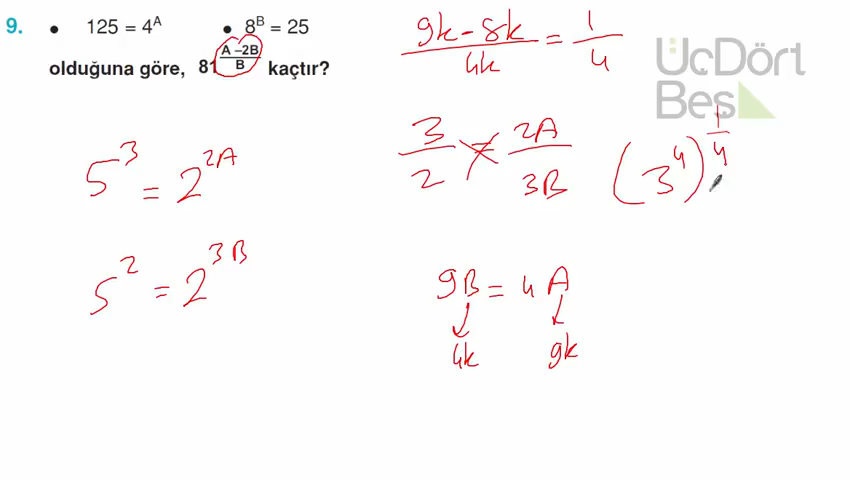 9. • 125 = 4^A • 8^B = 25
olduğuna göre, 81^((A –2B)/B) kaçtır?
(9k - 8k)/4k = 1/4
ÜçDört
Beş
5^3 = 2^(2A)
3/2 = 2A/3B
(3^4)^(1/4)
5^2 = 2^(3B)
9B = 4A
4k 9k